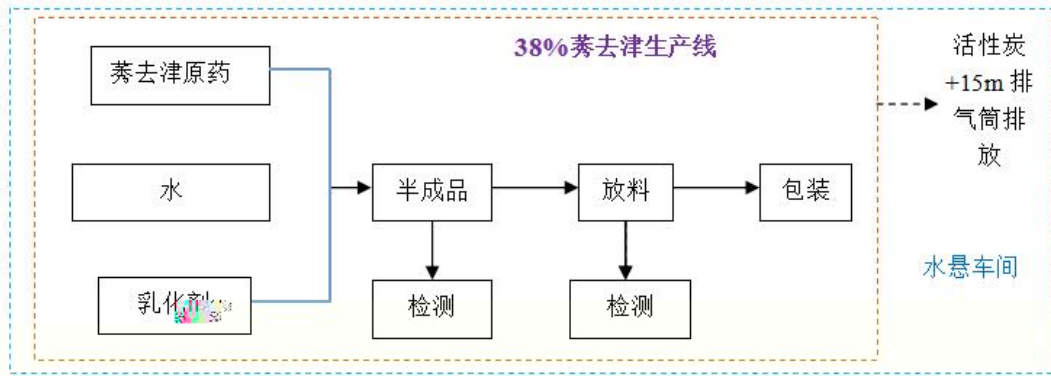 38%莠去津生产线
莠去津原药
水
乳化剂
半成品
放料
包装
检测
检测
活性炭
+15m 排
气筒排
放
水悬车间